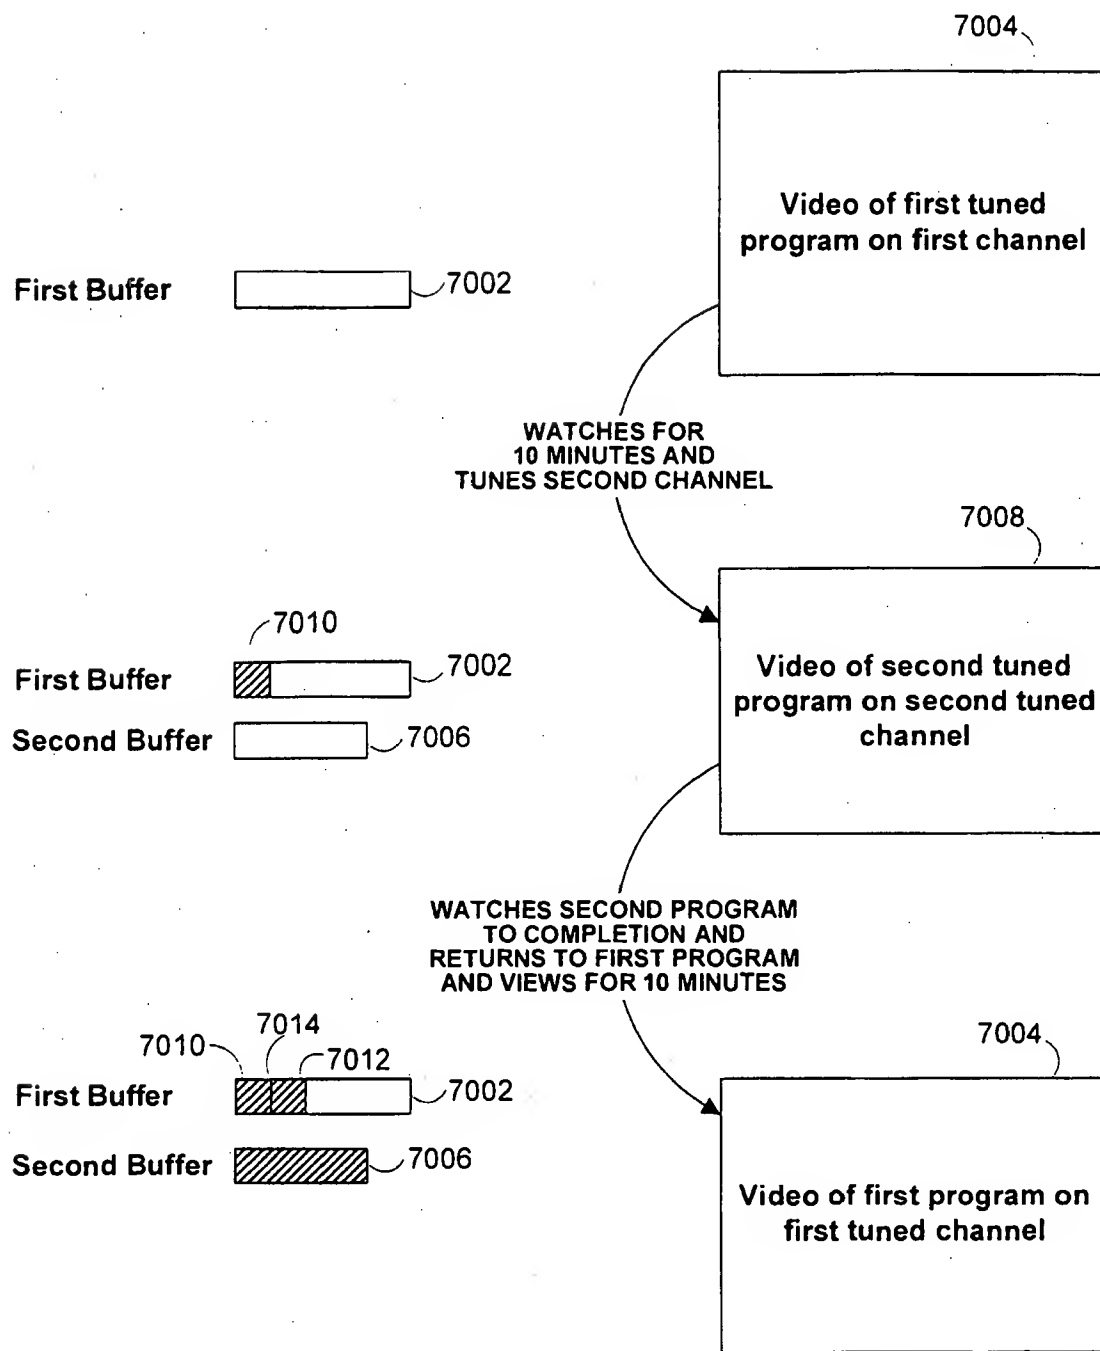 7004
Video of first tuned
program on first channel
First Buffer
7002
WATCHES FOR
10 MINUTES AND
TUNES SECOND CHANNEL
7008
7010
First Buffer
7002
Second Buffer
7006
Video of second tuned
program on second tuned
channel
WATCHES SECOND PROGRAM
TO COMPLETION AND
RETURNS TO FIRST PROGRAM
AND VIEWS FOR 10 MINUTES
7014
7010
7012
First Buffer
7002
Second Buffer
7006
7004
Video of first program on
first tuned channel